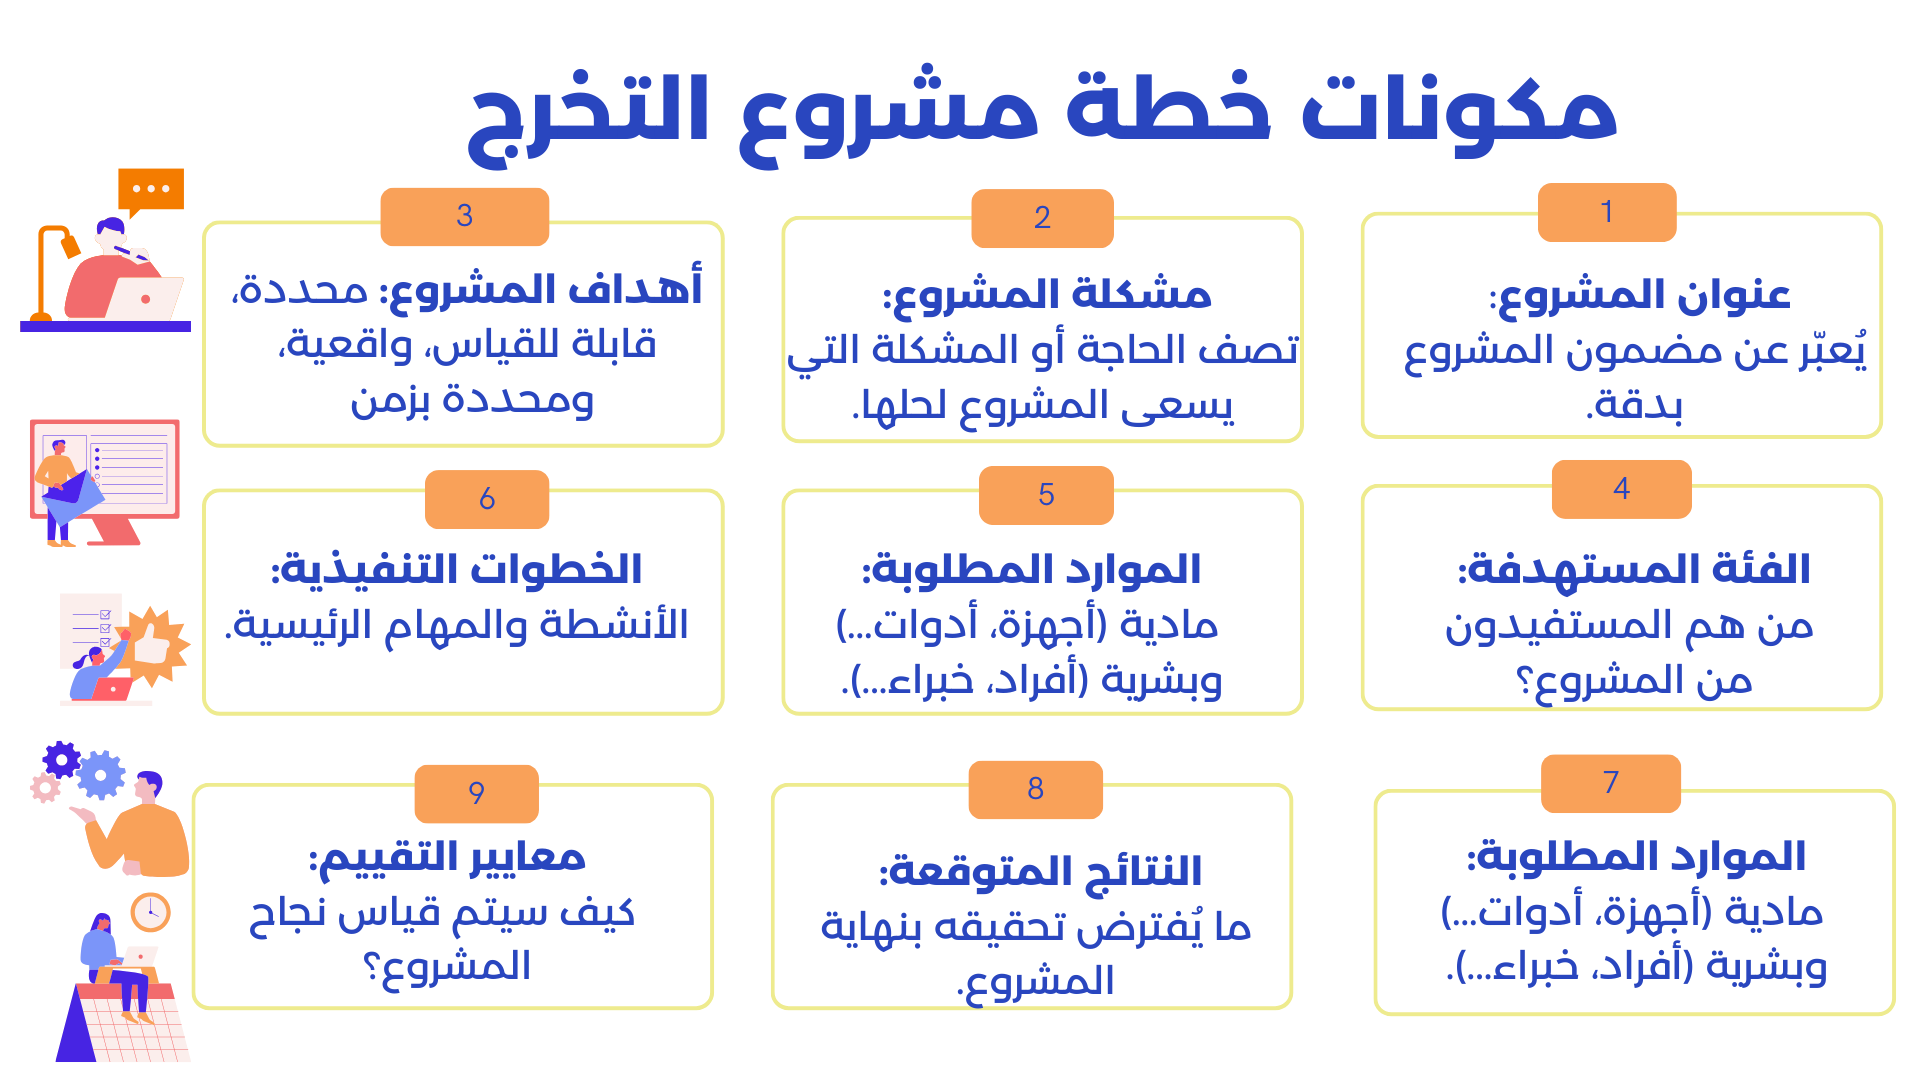 مكونات خطة مشروع التخرج
1
عنوان المشروع:
يُعبّر عن مضمون المشروع
بدقة.
2
مشكلة المشروع:
تصف الحاجة أو المشكلة التي
يسعى المشروع لحلها.
3
أهداف المشروع: محددة،
قابلة للقياس، واقعية،
ومحددة بزمن
4
الفئة المستهدفة:
من هم المستفيدون
من المشروع؟
5
الموارد المطلوبة:
مادية (أجهزة، أدوات...)
وبشرية (أفراد، خبراء...).
6
الخطوات التنفيذية:
الأنشطة والمهام الرئيسية.
7
الموارد المطلوبة:
مادية (أجهزة، أدوات...)
وبشرية (أفراد، خبراء...).
8
النتائج المتوقعة:
ما يُفترض تحقيقه بنهاية
المشروع.
9
معايير التقييم:
كيف سيتم قياس نجاح
المشروع؟